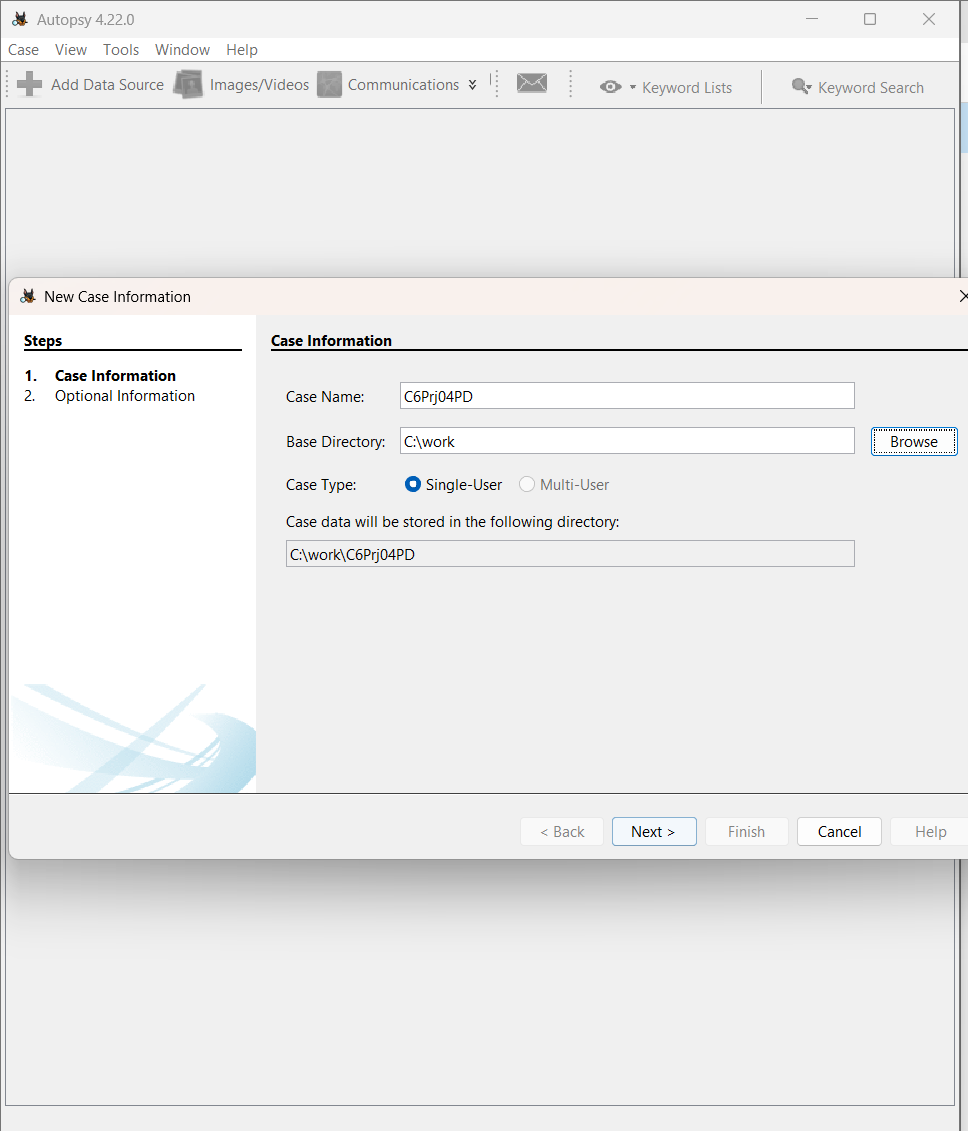 Autopsy 4.22.0
Case View Tools Window Help
Add Data Source Images/Videos Communications Keyword Lists Keyword Search
New Case Information
Steps
1. Case Information
2. Optional Information
Case Information
Case Name: C6Prj04PD
Base Directory: C:\work Browse
Case Type: Single-User Multi-User
Case data will be stored in the following directory:
C:\work\C6Prj04PD
< Back Next > Finish Cancel Help